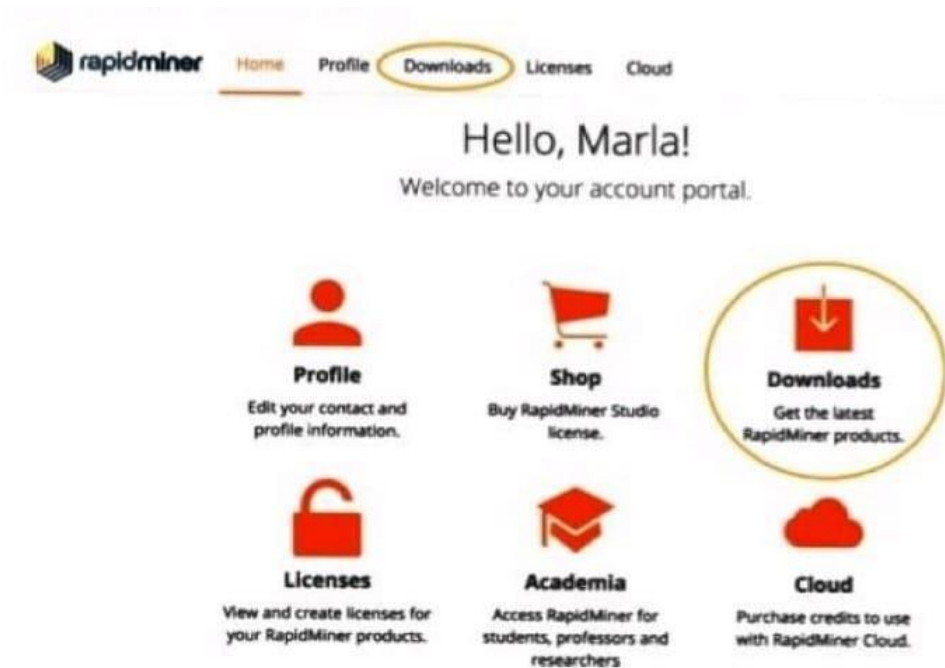 rapidminer Home Profile Downloads Licenses Cloud
Hello, Marla!
Welcome to your account portal.
Profile
Edit your contact and
profile information.
Shop
Buy RapidMiner Studio
license.
Downloads
Get the latest
RapidMiner products.
Licenses
View and create licenses for
your RapidMiner products.
Academia
Access RapidMiner for
students, professors and
researchers
Cloud
Purchase credits to use
with RapidMiner Cloud.